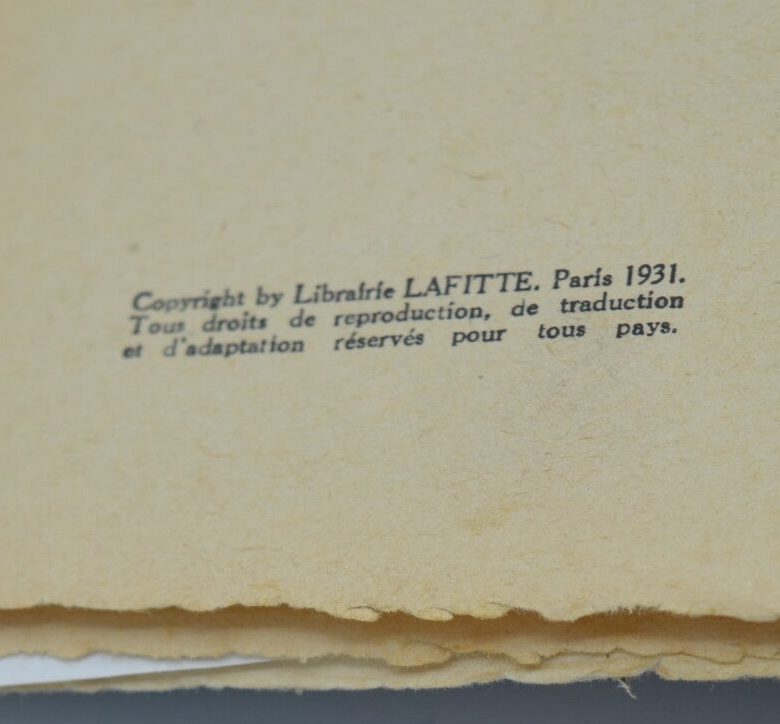 Copyright by Librairie LAFITTE. Paris 1931.
Tous droits de reproduction, de traduction
et d'adaptation réservés pour tous pays.